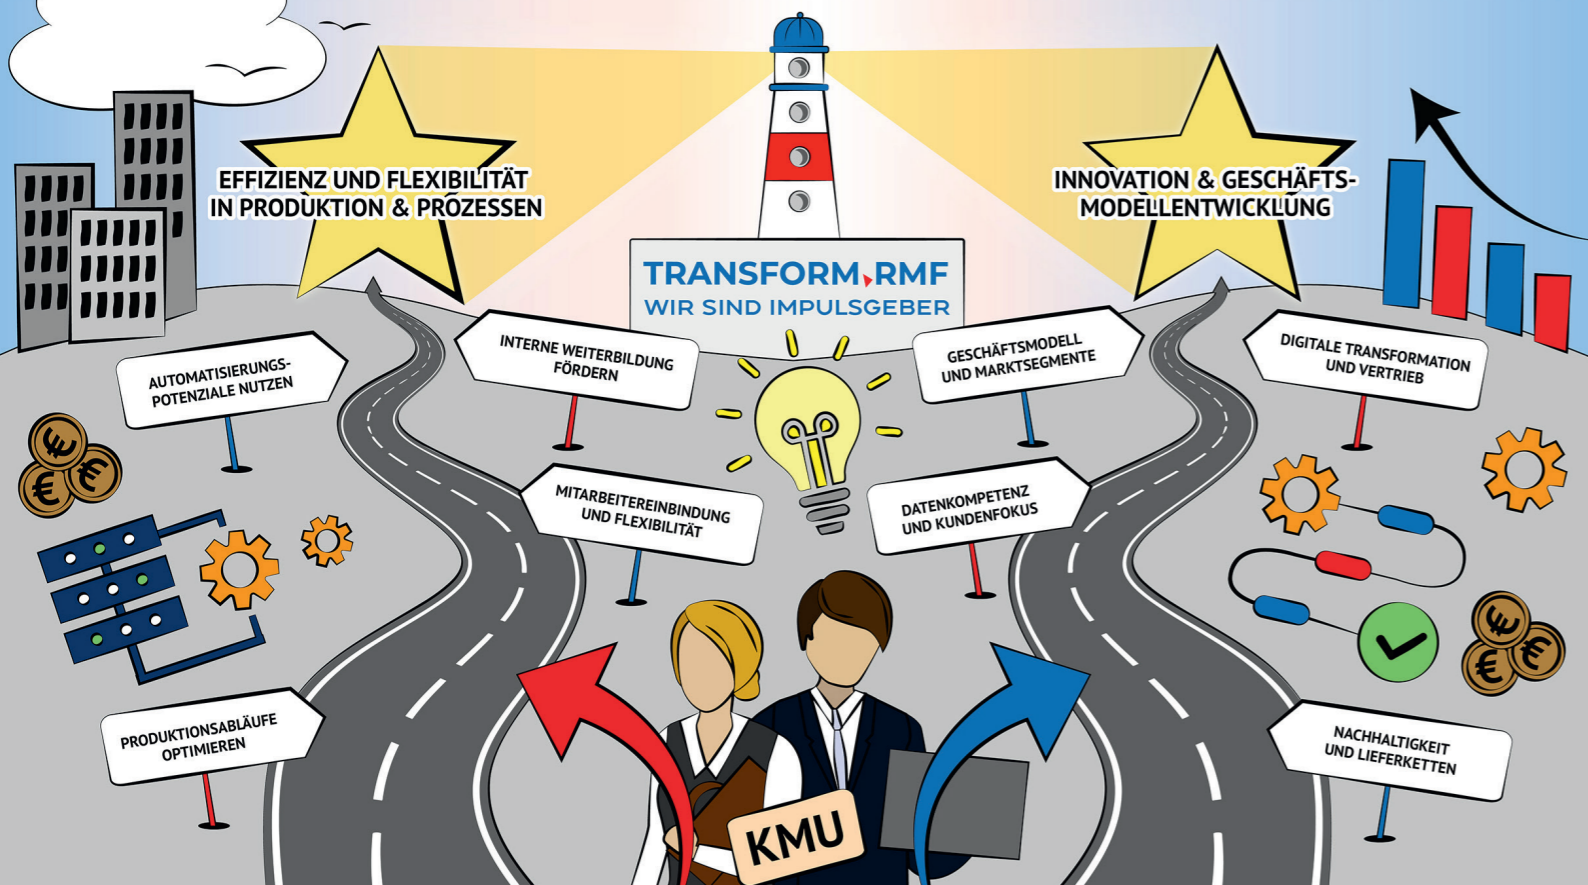 EFFIZIENZ UND FLEXIBILITÄT
IN PRODUKTION & PROZESSEN
INNOVATION & GESCHÄFTS-
MODELLENTWICKLUNG
TRANSFORM RMF
WIR SIND IMPULSGEBER
AUTOMATISIERUNGS-
POTENZIALE NUTZEN
INTERNE WEITERBILDUNG
FÖRDERN
GESCHÄFTSMODELL
UND MARKTSEGMENTE
DIGITALE TRANSFORMATION
UND VERTRIEB
MITARBEITEREINBINDUNG
UND FLEXIBILITÄT
DATENKOMPETENZ
UND KUNDENFOKUS
PRODUKTIONSABLÄUFE
OPTIMIEREN
NACHHALTIGKEIT
UND LIEFERKETTEN
KMU
€
€
€
€
€
€